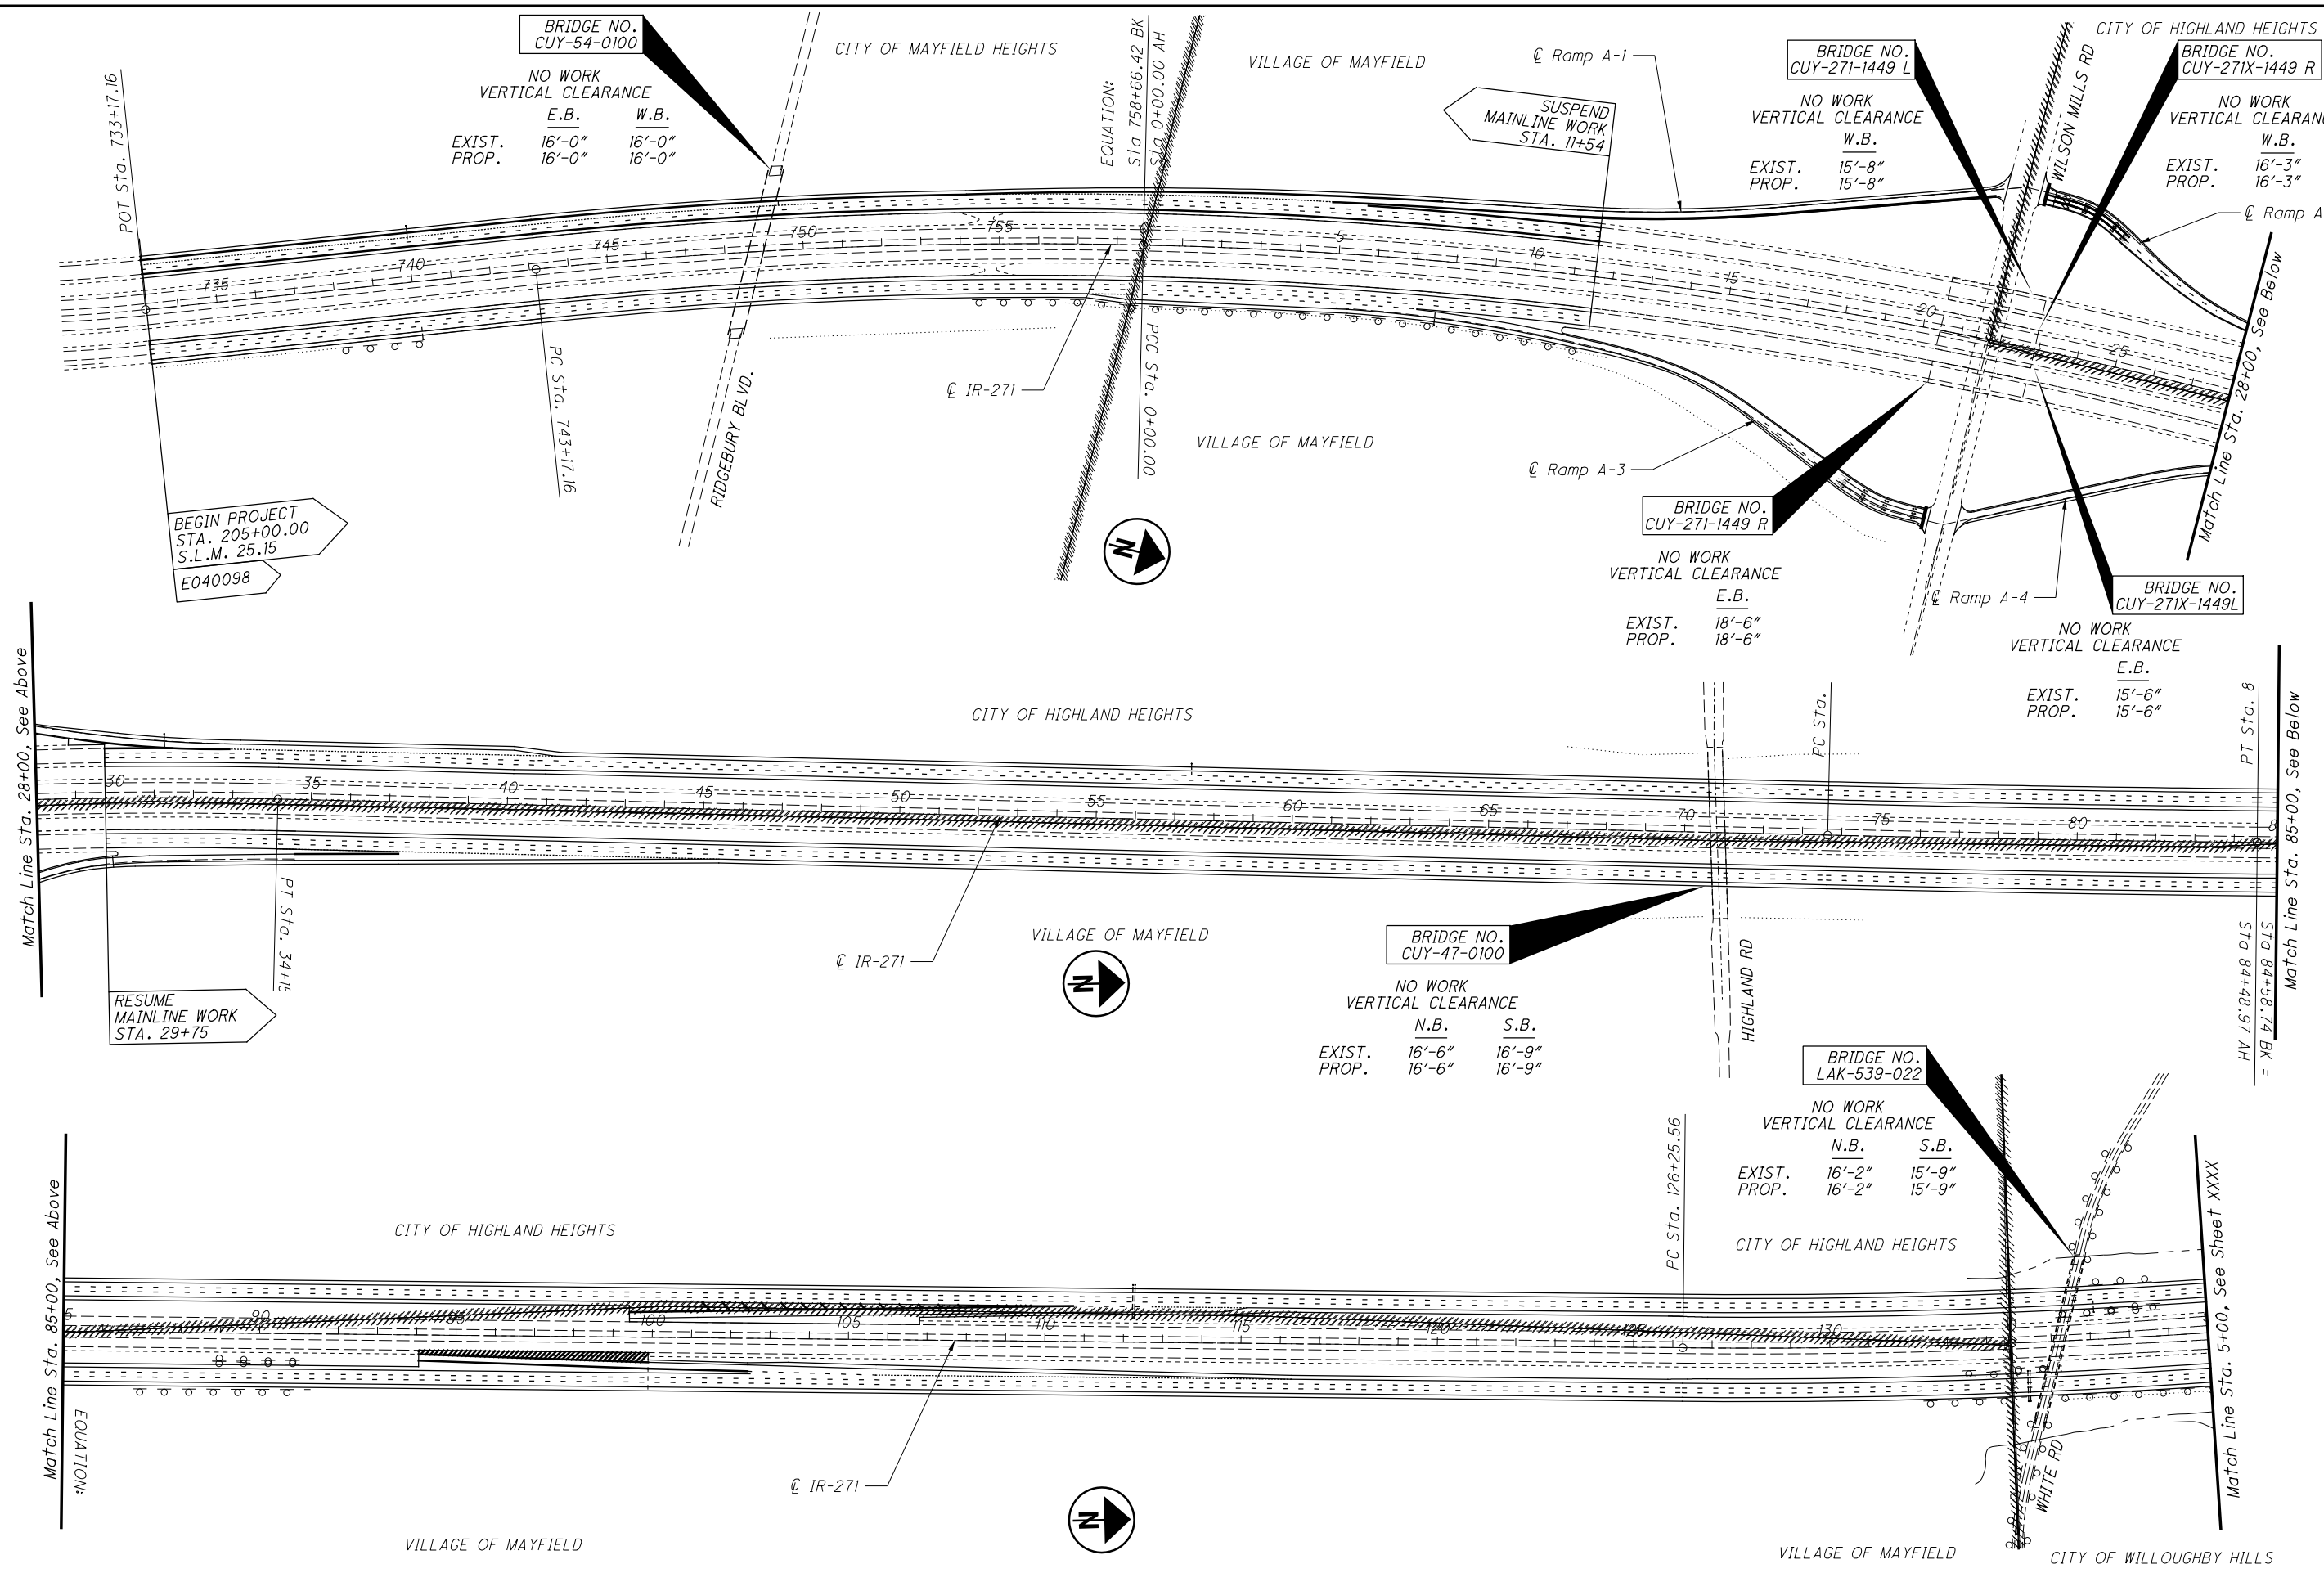 POT Sta. 733+17.16
BRIDGE NO.
CUY-54-0100
NO WORK
VERTICAL CLEARANCE
E.B. W.B.
EXIST. 16'-0" 16'-0"
PROP. 16'-0" 16'-0"
CITY OF MAYFIELD HEIGHTS
EQUATION:
Sta 758+66.42 BK
Sta 0+00.00 AH
VILLAGE OF MAYFIELD
℄ Ramp A-1
SUSPEND
MAINLINE WORK
STA. 11+54
BRIDGE NO.
CUY-271-1449 L
NO WORK
VERTICAL CLEARANCE
W.B.
EXIST. 15'-8"
PROP. 15'-8"
WILSON MILLS RD
CITY OF HIGHLAND HEIGHTS
BRIDGE NO.
CUY-271X-1449 R
NO WORK
VERTICAL CLEARANC
W.B.
EXIST. 16'-3"
PROP. 16'-3"
℄ Ramp A
735
740
745
750
755
5
10
15
20
25
Match Line Sta. 28+00, See Below
PC Sta. 743+17.16
RIDGEBURY BLVD.
℄ IR-271
PCC Sta. 0+00.00
VILLAGE OF MAYFIELD
℄ Ramp A-3
BEGIN PROJECT
STA. 205+00.00
S.L.M. 25.15
E040098
N
BRIDGE NO.
CUY-271-1449 R
NO WORK
VERTICAL CLEARANCE
E.B.
EXIST. 18'-6"
PROP. 18'-6"
℄ Ramp A-4
BRIDGE NO.
CUY-271X-1449L
NO WORK
VERTICAL CLEARANCE
E.B.
EXIST. 15'-6"
PROP. 15'-6"
Match Line Sta. 28+00, See Above
CITY OF HIGHLAND HEIGHTS
PC Sta.
PT Sta. 8
Match Line Sta. 85+00, See Below
30
35
40
45
50
55
60
65
70
75
80
8
PT Sta. 34+1
RESUME
MAINLINE WORK
STA. 29+75
℄ IR-271
VILLAGE OF MAYFIELD
N
BRIDGE NO.
CUY-47-0100
NO WORK
VERTICAL CLEARANCE
N.B. S.B.
EXIST. 16'-6" 16'-9"
PROP. 16'-6" 16'-9"
HIGHLAND RD
Sta 84+58.74 BK =
Sta 84+48.97 AH
Match Line Sta. 85+00, See Above
CITY OF HIGHLAND HEIGHTS
PC Sta. 126+25.56
BRIDGE NO.
LAK-539-022
NO WORK
VERTICAL CLEARANCE
N.B. S.B.
EXIST. 16'-2" 15'-9"
PROP. 16'-2" 15'-9"
CITY OF HIGHLAND HEIGHTS
Match Line Sta. 5+00, See Sheet XXXX
5
90
95
100
105
110
115
120
125
130
EQUATION:
℄ IR-271
N
VILLAGE OF MAYFIELD
WHITE RD
VILLAGE OF MAYFIELD
CITY OF WILLOUGHBY HILLS